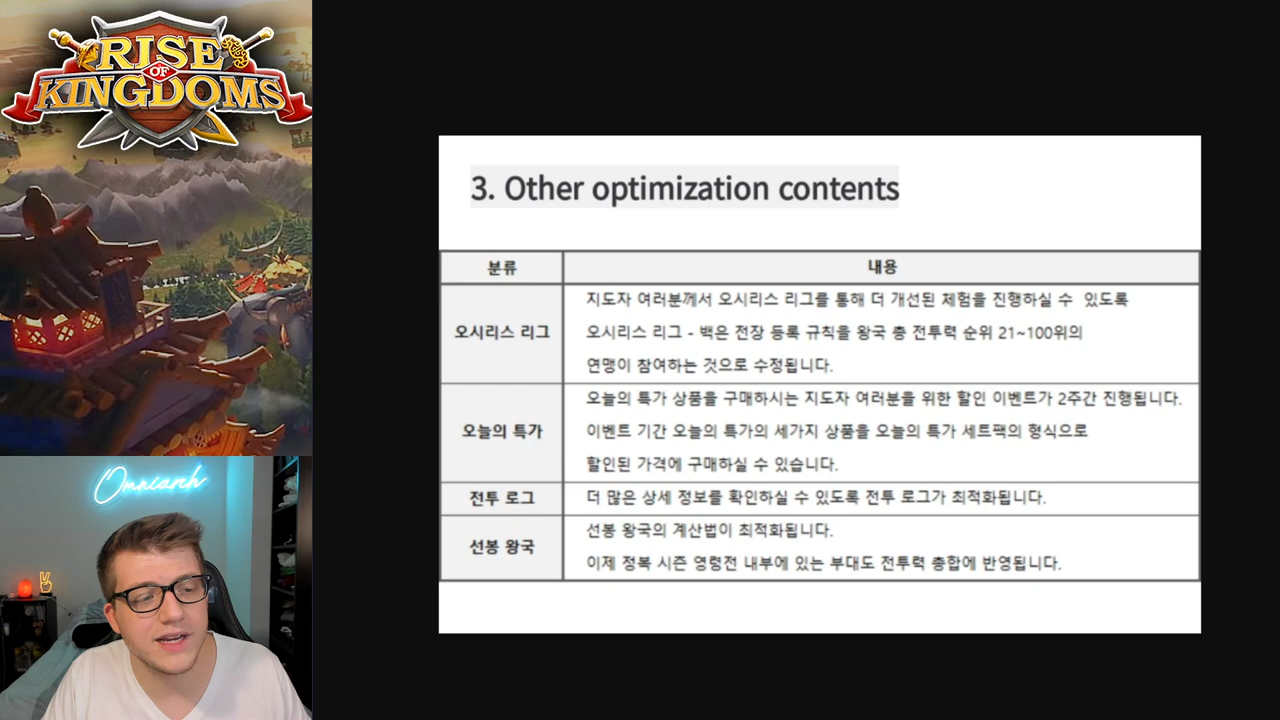 RISE
OF
KINGDOMS
Omniarch
3. Other optimization contents
분류
내용
오시리스 리그
지도자 여러분께서 오시리스 리그를 통해 더 개선된 체험을 진행하실 수 있도록
오시리스 리그 - 백은 전장 등록 규칙을 왕국 총 전투력 순위 21~100위의
연맹이 참여하는 것으로 수정됩니다.
오늘의 특가
오늘의 특가 상품을 구매하시는 지도자 여러분을 위한 할인 이벤트가 2주간 진행됩니다.
이벤트 기간 오늘의 특가의 세가지 상품을 오늘의 특가 세트팩의 형식으로
할인된 가격에 구매하실 수 있습니다.
전투 로그
더 많은 상세 정보를 확인하실 수 있도록 전투 로그가 최적화됩니다.
선봉 왕국
선봉 왕국의 계산법이 최적화됩니다.
이제 정복 시즌 영령전 내부에 있는 부대도 전투력 총합에 반영됩니다.